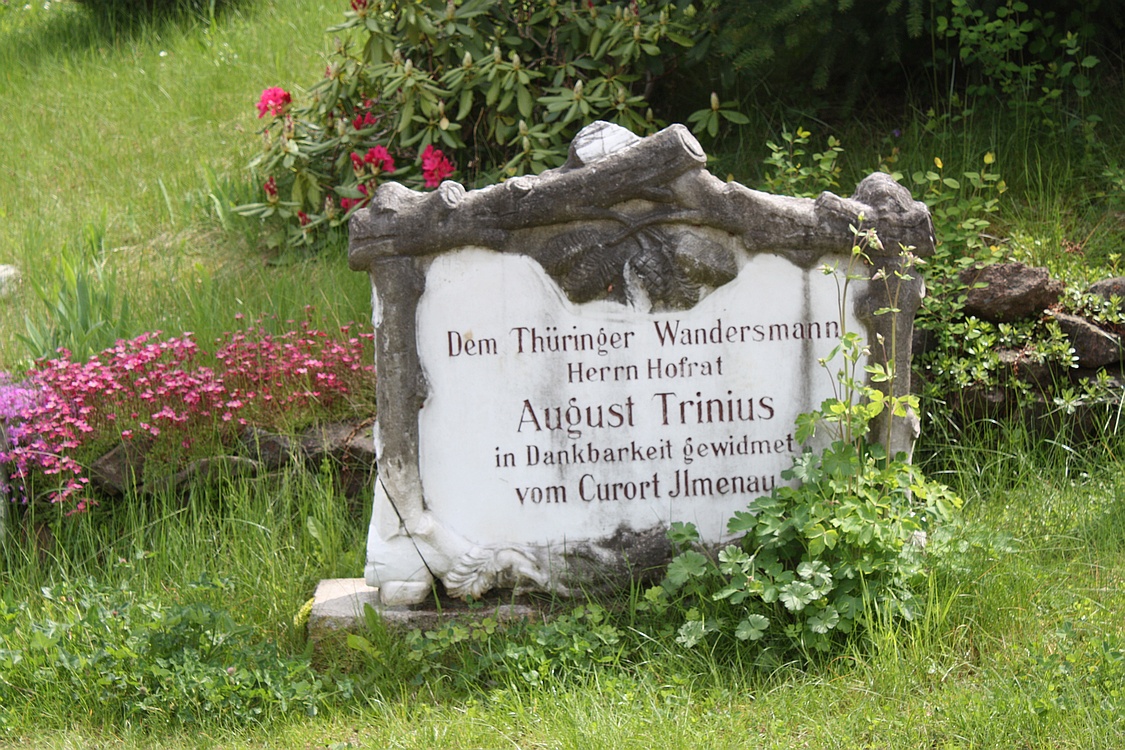 Dem Thüringer Wandersmann
Herrn Hofrat
August Trinius
in Dankbarkeit gewidmet
vom Curort Jlmenau